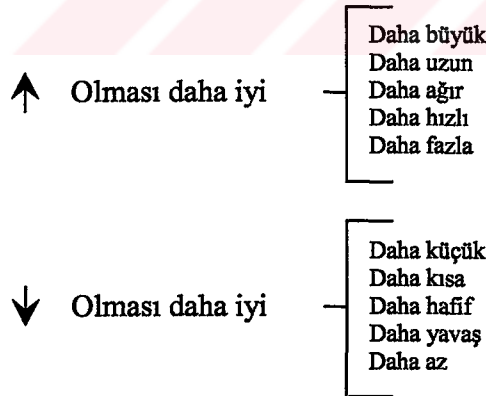 Daha büyük
Daha uzun
↑ Olması daha iyi
Daha ağır
Daha hızlı
Daha fazla
Daha küçük
Daha kısa
↓ Olması daha iyi
Daha hafif
Daha yavaş
Daha az